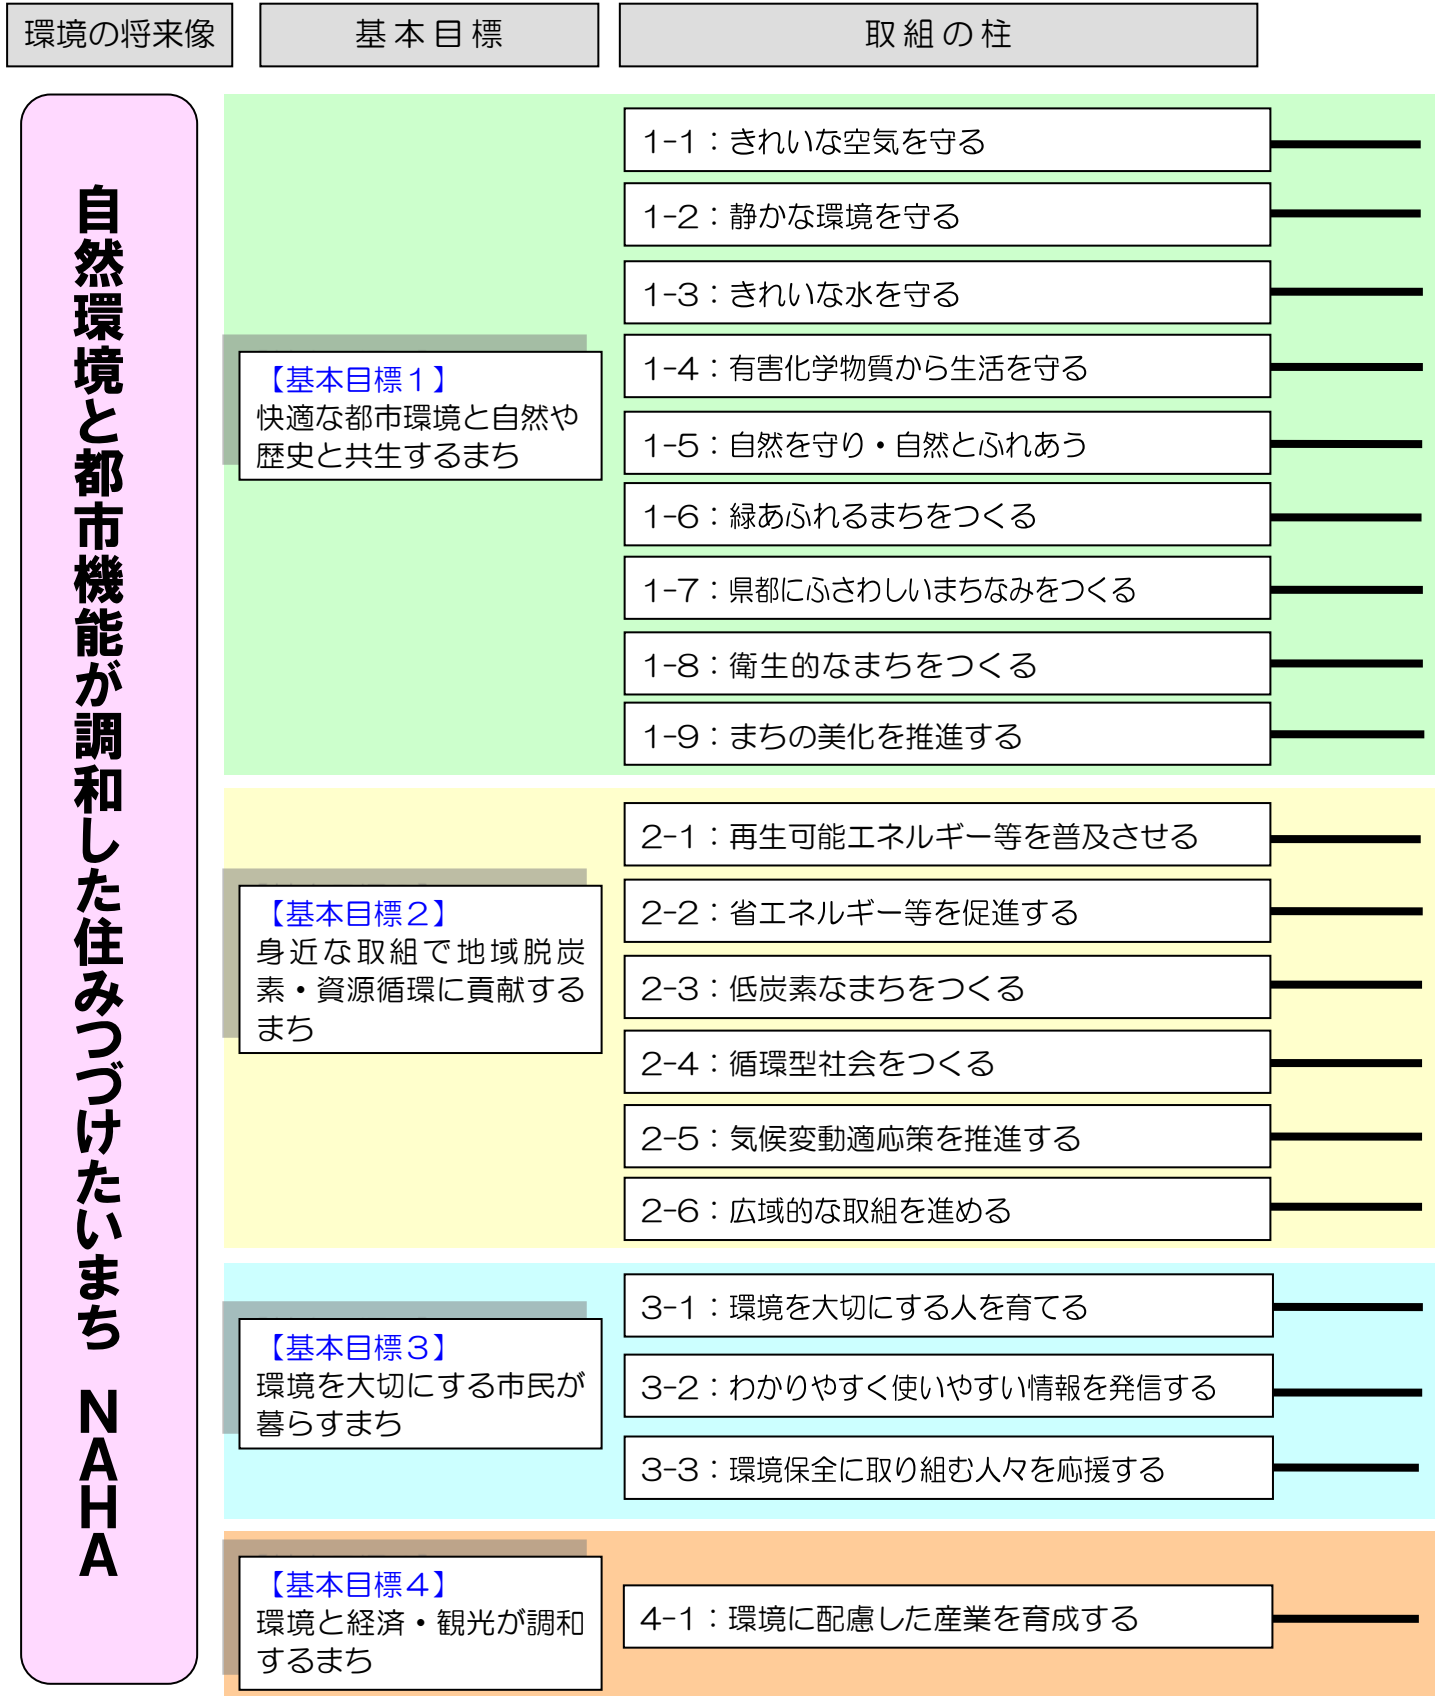 環境の将来像
基本目標
取組の柱
自然環境と都市機能が調和した住みつづけたいまち NAHA
【基本目標１】
快適な都市環境と自然や
歴史と共生するまち
1-1：きれいな空気を守る
1-2：静かな環境を守る
1-3：きれいな水を守る
1-4：有害化学物質から生活を守る
1-5：自然を守り・自然とふれあう
1-6：緑あふれるまちをつくる
1-7：県都にふさわしいまちなみをつくる
1-8：衛生的なまちをつくる
1-9：まちの美化を推進する
【基本目標２】
身近な取組で地域脱炭
素・資源循環に貢献する
まち
2-1：再生可能エネルギー等を普及させる
2-2：省エネルギー等を促進する
2-3：低炭素なまちをつくる
2-4：循環型社会をつくる
2-5：気候変動適応策を推進する
2-6：広域的な取組を進める
【基本目標３】
環境を大切にする市民が
暮らすまち
3-1：環境を大切にする人を育てる
3-2：わかりやすく使いやすい情報を発信する
3-3：環境保全に取り組む人々を応援する
【基本目標４】
環境と経済・観光が調和
するまち
4-1：環境に配慮した産業を育成する